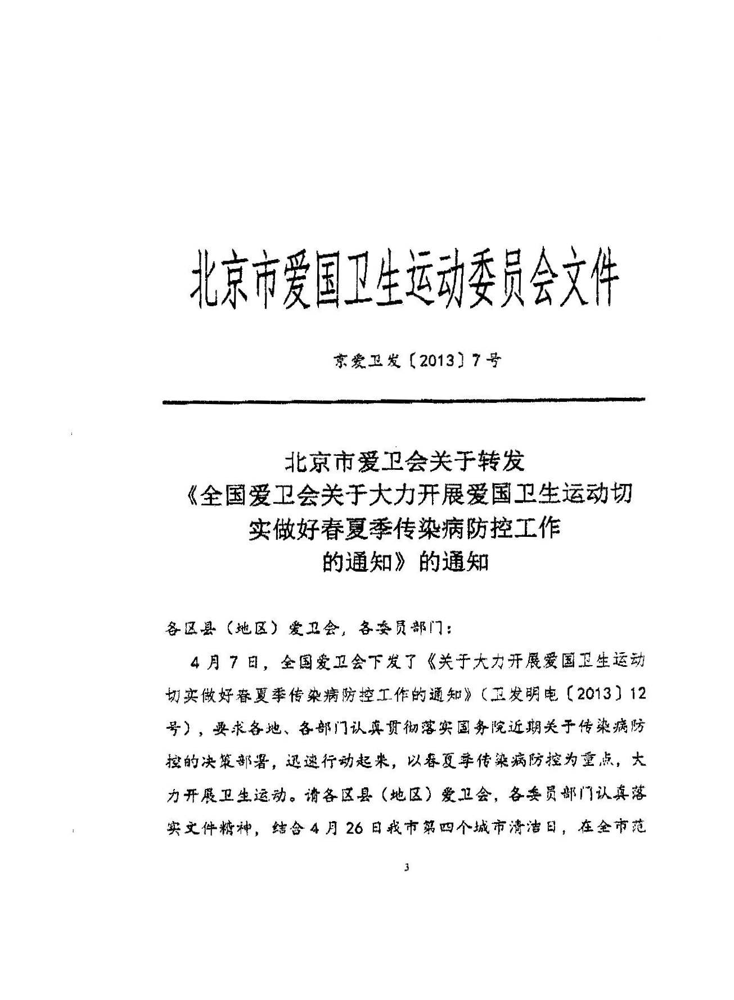 北京市爱国卫生运动委员会文件
京爱卫发〔2013〕7号
北京市爱卫会关于转发
《全国爱卫会关于大力开展爱国卫生运动切
实做好春夏季传染病防控工作
的通知》的通知
各区县（地区）爱卫会，各委员部门：
4月7日，全国爱卫会下发了《关于大力开展爱国卫生运动
切实做好春夏季传染病防控工作的通知》（卫发明电〔2013〕12
号），要求各地、各部门认真贯彻落实国务院近期关于传染病防
控的决策部署，迅速行动起来，以春夏季传染病防控为重点，大
力开展卫生运动。请各区县（地区）爱卫会，各委员部门认真落
实文件精神，结合4月26日我市第四个城市清洁日，在全市范
3